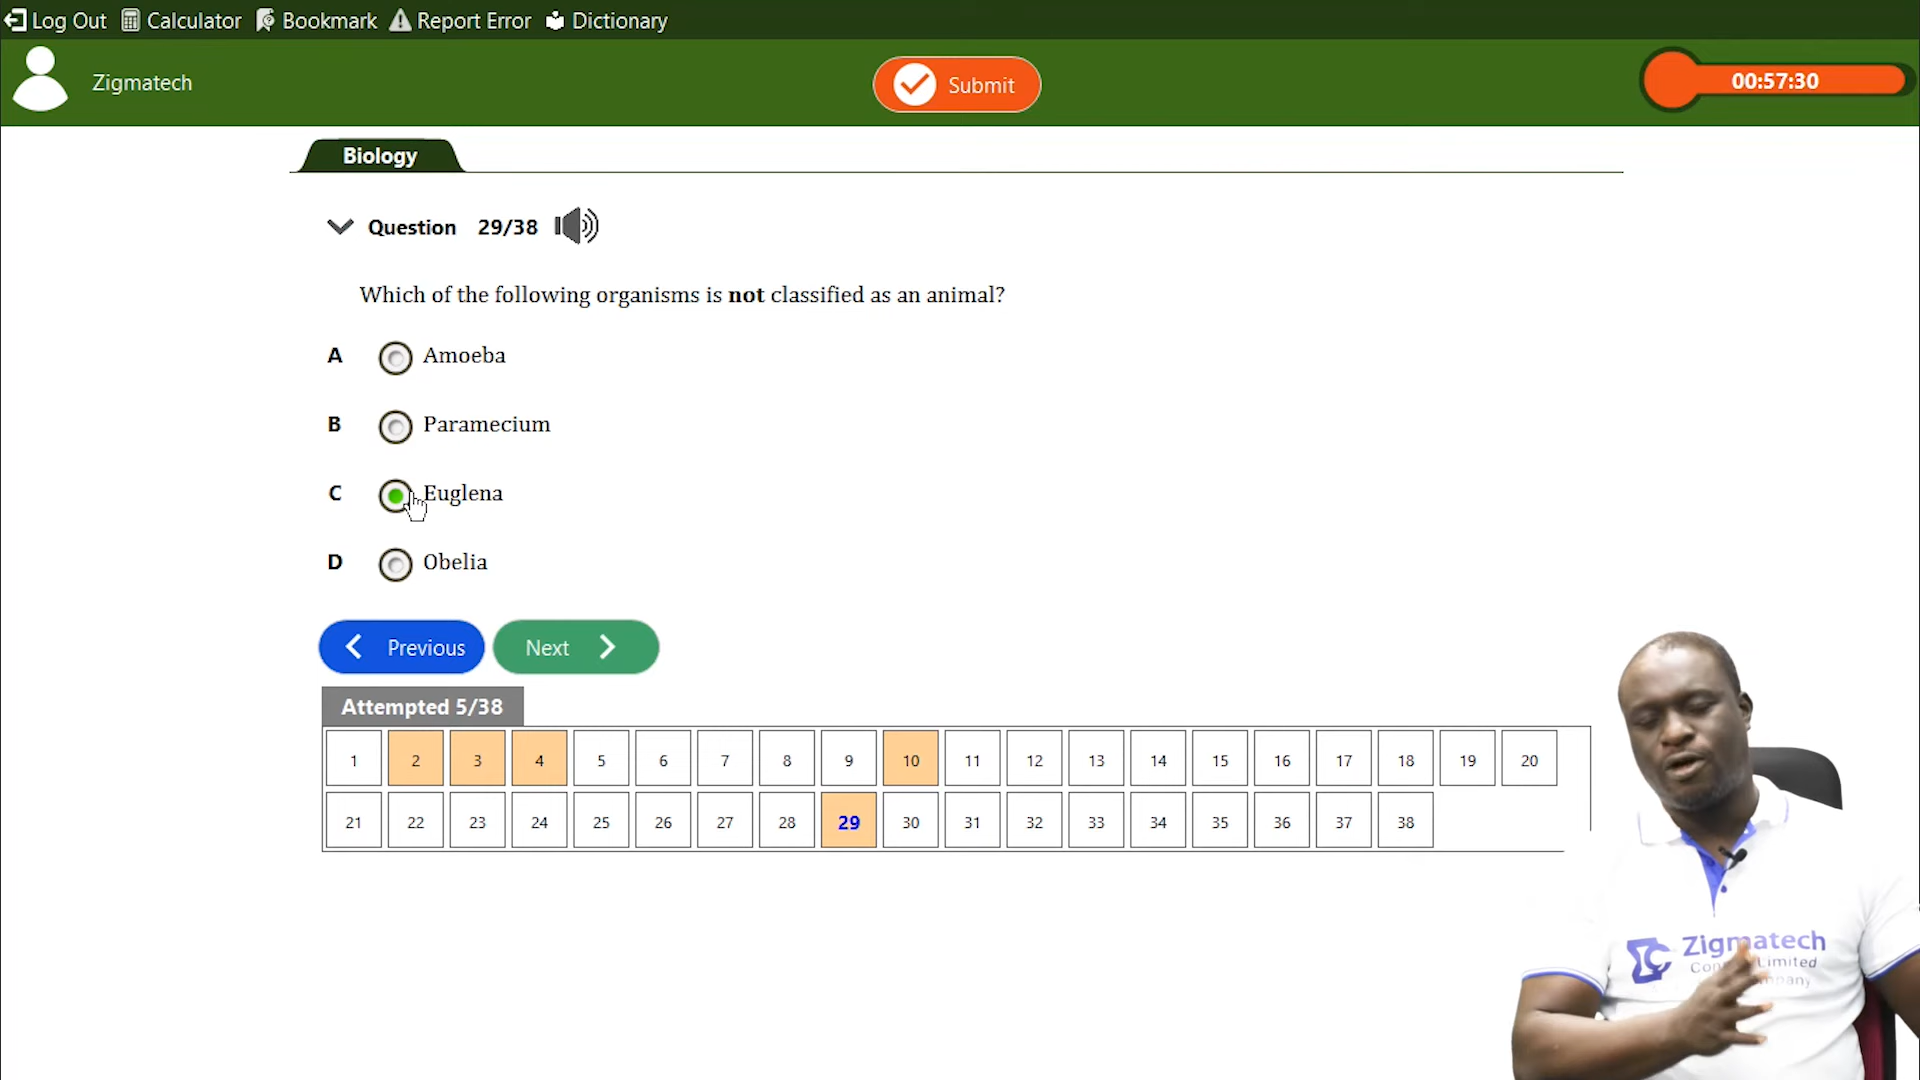 Log Out Calculator Bookmark Report Error Dictionary
Zigmatech
Submit
00:57:30
Biology
Question 29/38
Which of the following organisms is not classified as an animal?
A Amoeba
B Paramecium
C Euglena
D Obelia
Previous Next
Attempted 5/38
1 2 3 4 5 6 7 8 9 10 11 12 13 14 15 16 17 18 19 20
21 22 23 24 25 26 27 28 29 30 31 32 33 34 35 36 37 38
Zigmatech
Limited